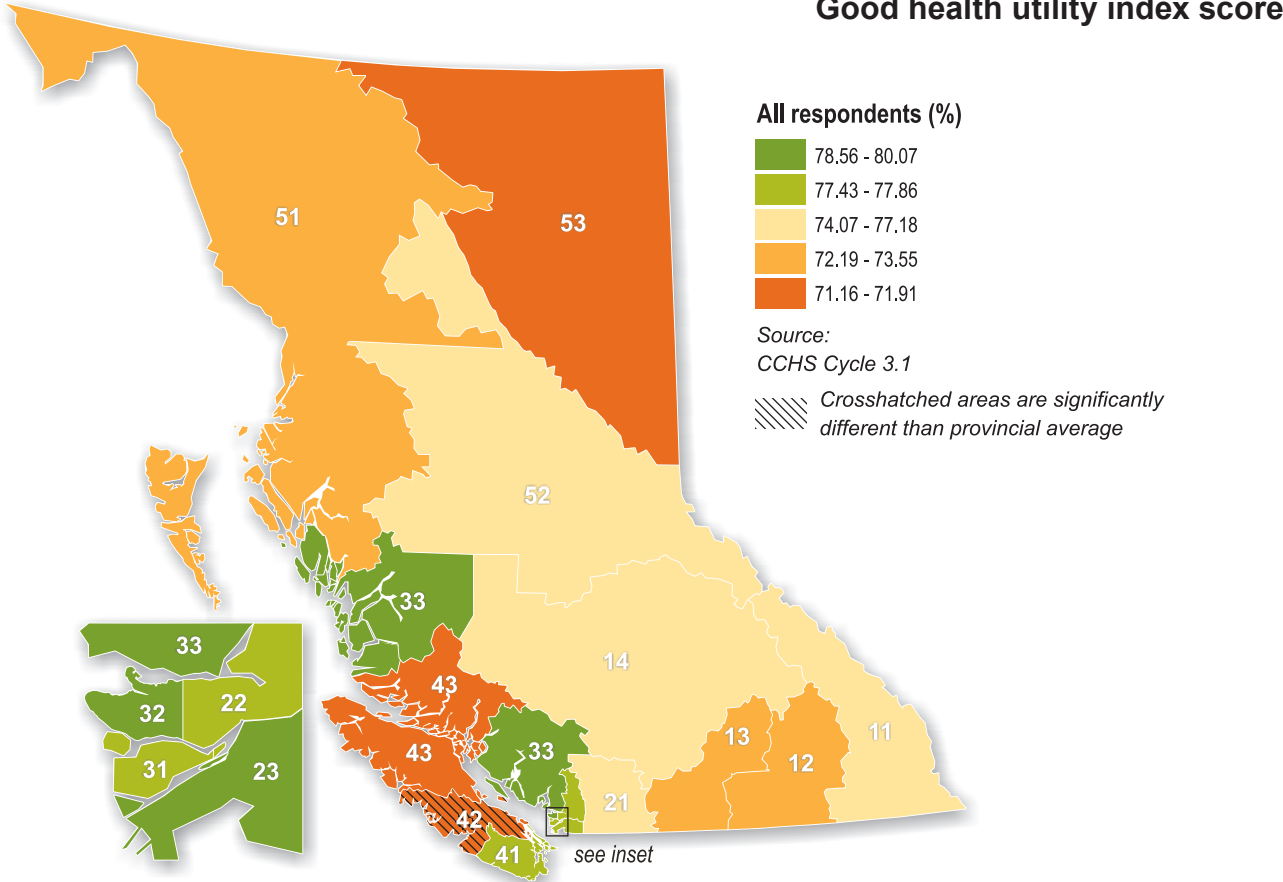 Good health utility index score
All respondents (%)
78.56 - 80.07
77.43 - 77.86
74.07 - 77.18
72.19 - 73.55
71.16 - 71.91
Source:
CCHS Cycle 3.1
Crosshatched areas are significantly
different than provincial average
51
53
52
33
14
43
43
33
13
12
11
21
42
41
see inset
33
32
22
31
23